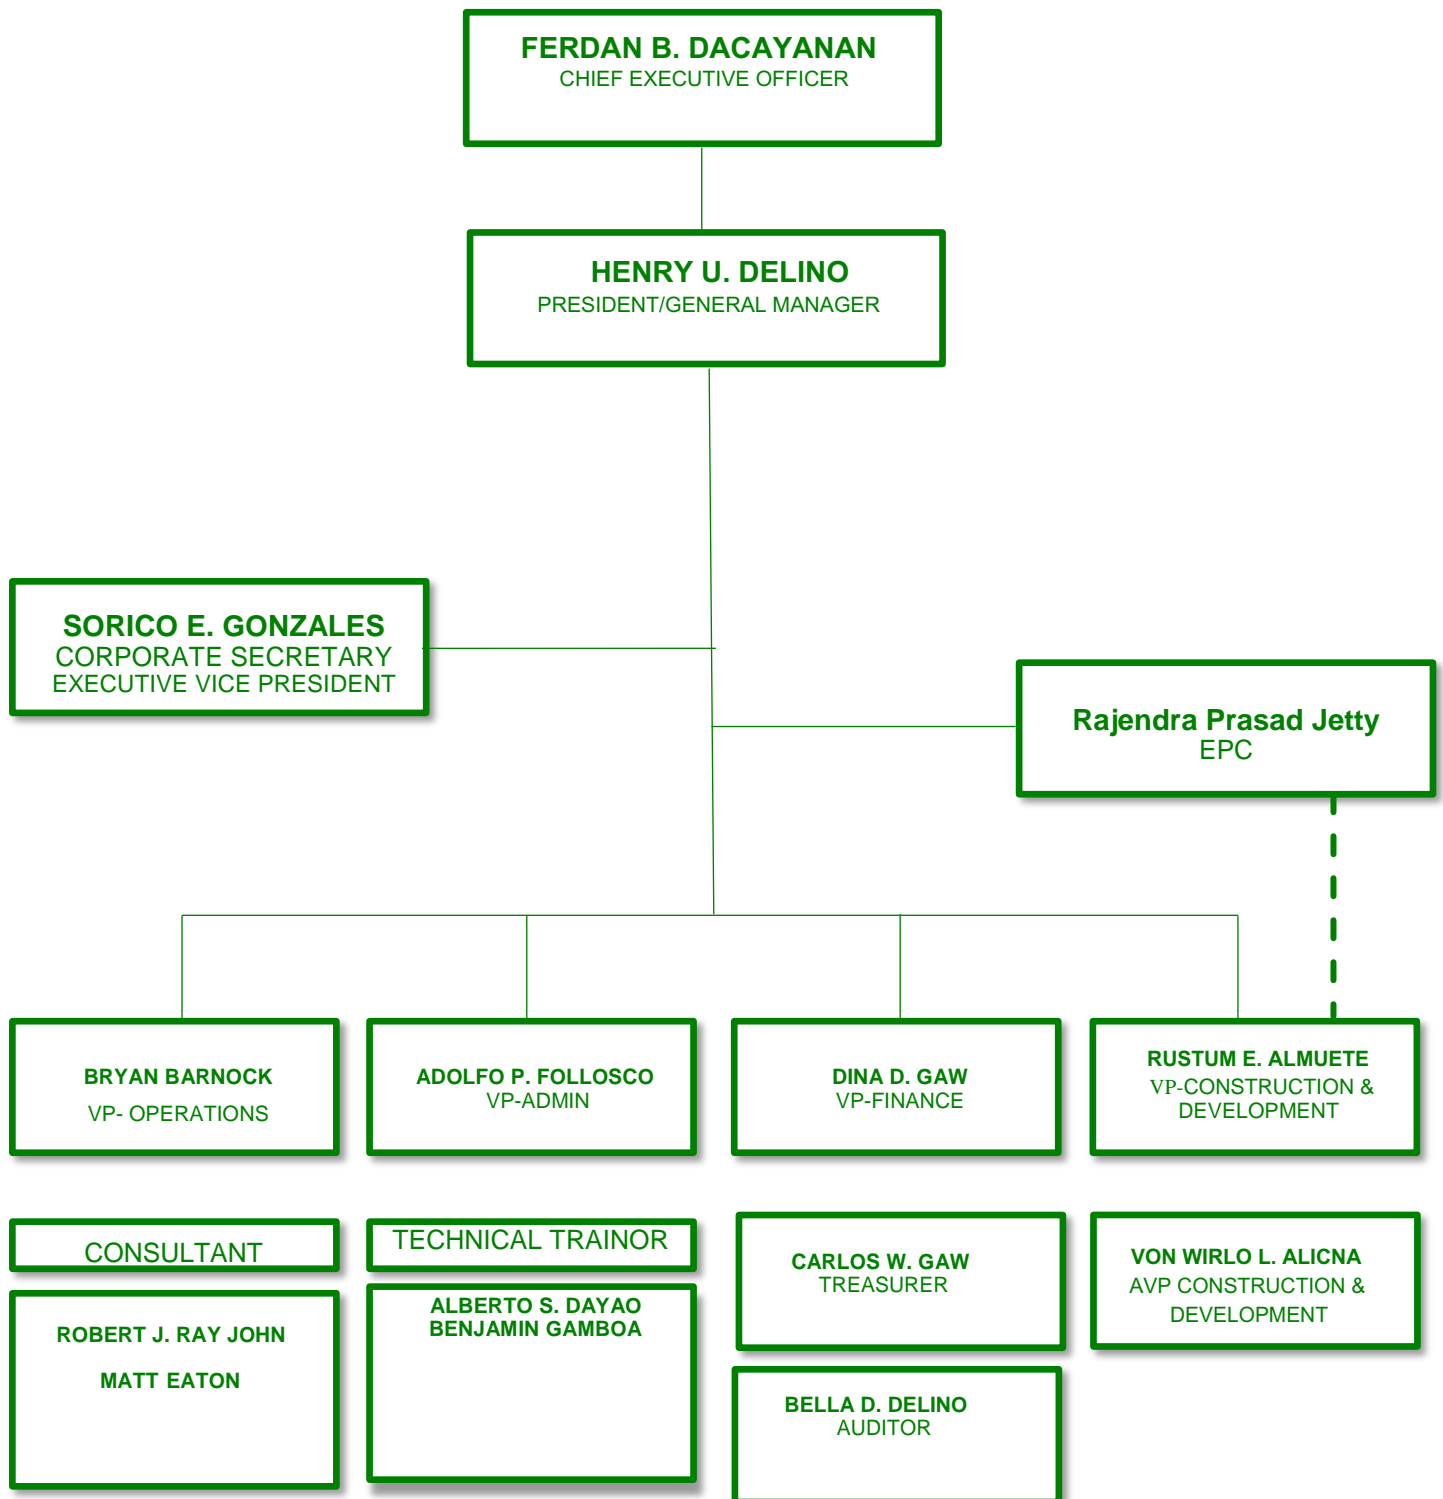 FERDAN B. DACAYANAN
CHIEF EXECUTIVE OFFICER
HENRY U. DELINO
PRESIDENT/GENERAL MANAGER
SORICO E. GONZALES
CORPORATE SECRETARY
EXECUTIVE VICE PRESIDENT
Rajendra Prasad Jetty
EPC
BRYAN BARNOCK
VP- OPERATIONS
ADOLFO P. FOLLOSCO
VP-ADMIN
DINA D. GAW
VP-FINANCE
RUSTUM E. ALMUETE
VP-CONSTRUCTION &
DEVELOPMENT
CONSULTANT
ROBERT J. RAY JOHN
MATT EATON
TECHNICAL TRAINOR
ALBERTO S. DAYAO
BENJAMIN GAMBOA
CARLOS W. GAW
TREASURER
BELLA D. DELINO
AUDITOR
VON WIRLO L. ALICNA
AVP CONSTRUCTION &
DEVELOPMENT